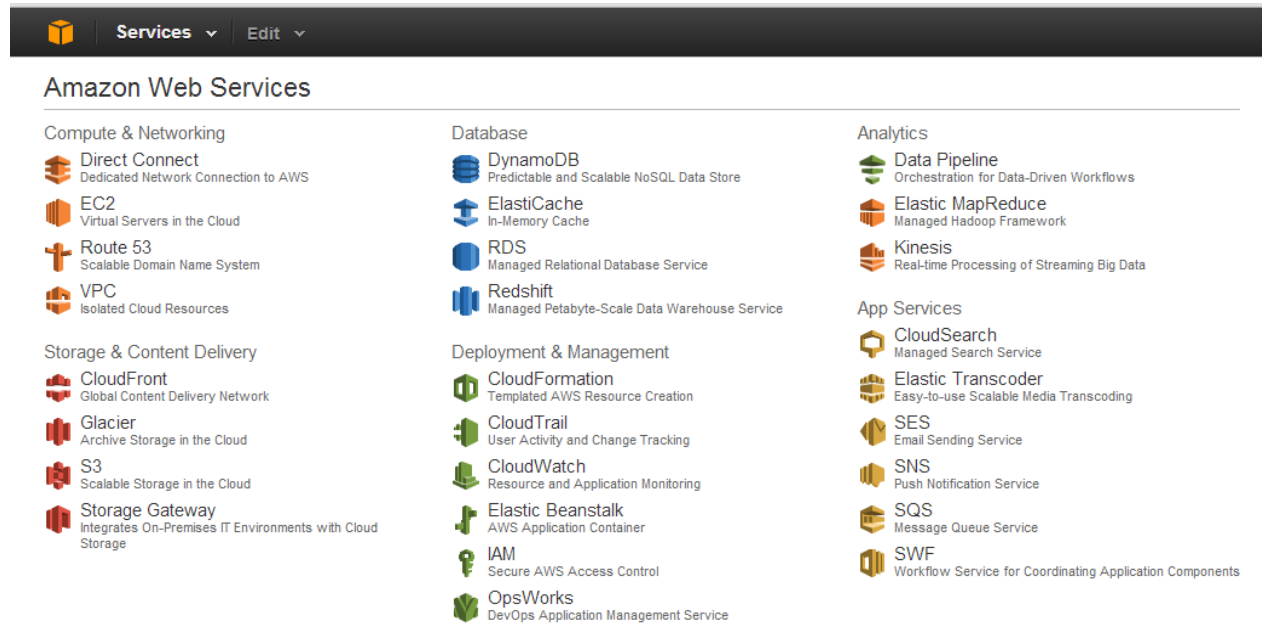 Services
Edit
Amazon Web Services
Compute & Networking
Direct Connect
Dedicated Network Connection to AWS
EC2
Virtual Servers in the Cloud
Route 53
Scalable Domain Name System
VPC
Isolated Cloud Resources
Storage & Content Delivery
CloudFront
Global Content Delivery Network
Glacier
Archive Storage in the Cloud
S3
Scalable Storage in the Cloud
Storage Gateway
Integrates On-Premises IT Environments with Cloud
Storage
Database
DynamoDB
Predictable and Scalable NoSQL Data Store
ElastiCache
In-Memory Cache
RDS
Managed Relational Database Service
Redshift
Managed Petabyte-Scale Data Warehouse Service
Deployment & Management
CloudFormation
Templated AWS Resource Creation
CloudTrail
User Activity and Change Tracking
CloudWatch
Resource and Application Monitoring
Elastic Beanstalk
AWS Application Container
IAM
Secure AWS Access Control
OpsWorks
DevOps Application Management Service
Analytics
Data Pipeline
Orchestration for Data-Driven Workflows
Elastic MapReduce
Managed Hadoop Framework
Kinesis
Real-time Processing of Streaming Big Data
App Services
CloudSearch
Managed Search Service
Elastic Transcoder
Easy-to-use Scalable Media Transcoding
SES
Email Sending Service
SNS
Push Notification Service
SQS
Message Queue Service
SWF
Workflow Service for Coordinating Application Components